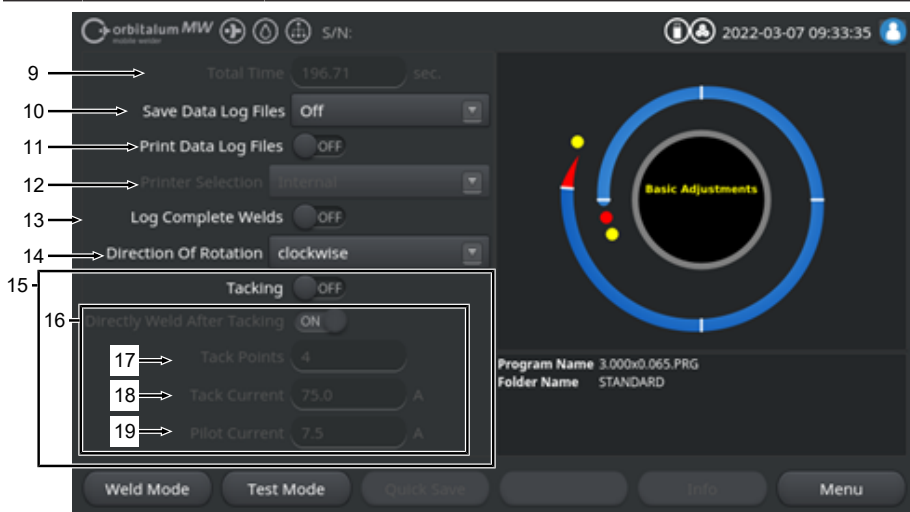 orbitalum MW S/N: 2022-03-07 09:33:35
mobile welder
9 Total Time 196.71 sec.
10 Save Data Log Files Off
11 Print Data Log Files OFF
12 Printer Selection Internal
13 Log Complete Welds OFF
14 Direction Of Rotation clockwise
15 Tacking OFF
16 Directly Weld After Tacking ON
17 Tack Points 4
18 Tack Current 75.0 A
19 Pilot Current 7.5 A
Basic Adjustments
Program Name 3.000x0.065.PRG
Folder Name STANDARD
Weld Mode Test Mode Quick Save Info Menu